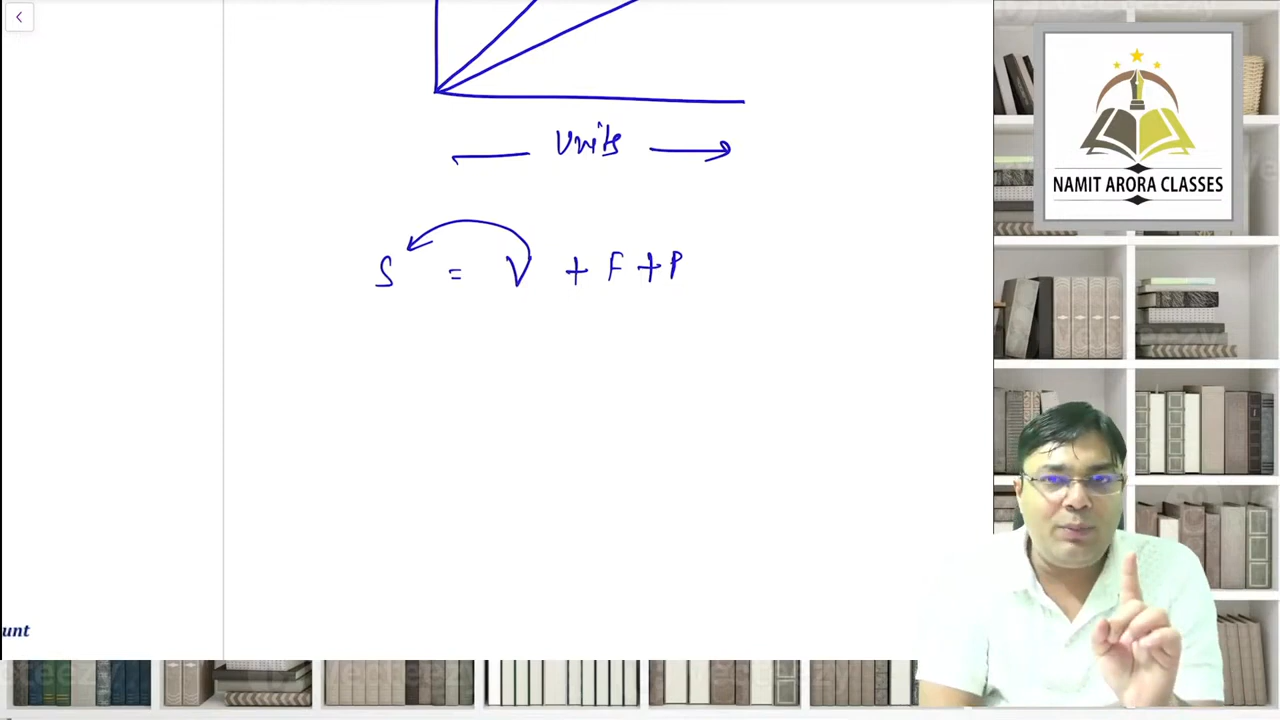 Units
S = V + F + P
NAMIT ARORA CLASSES
unt